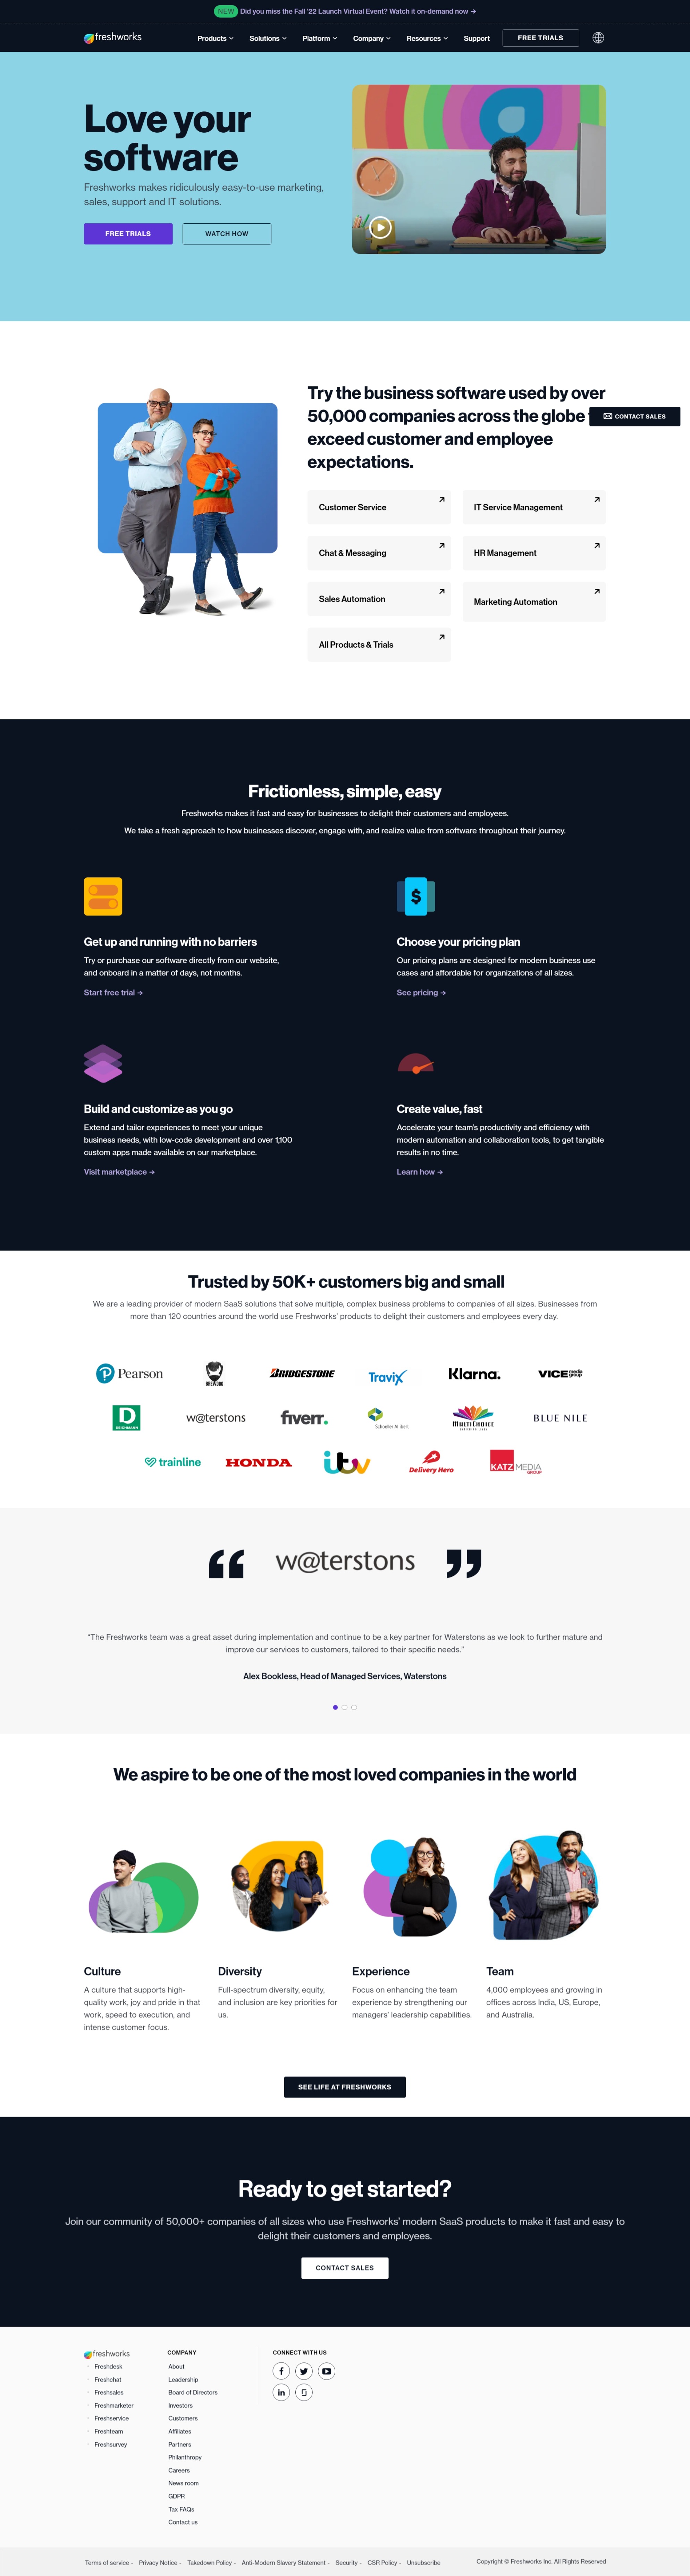 NEW Did you miss the Fall '22 Launch Virtual Event? Watch it on-demand now →
freshworks
Products Solutions Platform Company Resources Support FREE TRIALS
Love your
software
Freshworks makes ridiculously easy-to-use marketing,
sales, support and IT solutions.
FREE TRIALS WATCH HOW
Try the business software used by over
50,000 companies across the globe
exceed customer and employee
expectations.
CONTACT SALES
Customer Service IT Service Management
Chat & Messaging HR Management
Sales Automation Marketing Automation
All Products & Trials
Frictionless, simple, easy
Freshworks makes it fast and easy for businesses to delight their customers and employees.
We take a fresh approach to how businesses discover, engage with, and realize value from software throughout their journey.
$
Get up and running with no barriers
Try or purchase our software directly from our website,
and onboard in a matter of days, not months.
Start free trial →
Choose your pricing plan
Our pricing plans are designed for modern business use
cases and affordable for organizations of all sizes.
See pricing →
Build and customize as you go
Extend and tailor experiences to meet your unique
business needs, with low-code development and over 1,100
custom apps made available on our marketplace.
Visit marketplace →
Create value, fast
Accelerate your team's productivity and efficiency with
modern automation and collaboration tools, to get tangible
results in no time.
Learn how →
Trusted by 50K+ customers big and small
We are a leading provider of modern SaaS solutions that solve multiple, complex business problems to companies of all sizes. Businesses from
more than 120 countries around the world use Freshworks' products to delight their customers and employees every day.
Pearson BREWDOG BRIDGESTONE Travix Klarna. VICE media group
D DEICHMANN w@terstons fiverr. Schoeller Allibert MULTICHOICE BLUE NILE
trainline HONDA itv Delivery Hero KATZ MEDIA GROUP
“ w@terstons ”
“The Freshworks team was a great asset during implementation and continue to be a key partner for Waterstons as we look to further mature and
improve our services to customers, tailored to their specific needs.”
Alex Bookless, Head of Managed Services, Waterstons
We aspire to be one of the most loved companies in the world
Culture
A culture that supports high-
quality work, joy and pride in that
work, speed to execution, and
intense customer focus.
Diversity
Full-spectrum diversity, equity,
and inclusion are key priorities for
us.
Experience
Focus on enhancing the team
experience by strengthening our
managers' leadership capabilities.
Team
4,000 employees and growing in
offices across India, US, Europe,
and Australia.
SEE LIFE AT FRESHWORKS
Ready to get started?
Join our community of 50,000+ companies of all sizes who use Freshworks' modern SaaS products to make it fast and easy to
delight their customers and employees.
CONTACT SALES
freshworks
Freshdesk
Freshchat
Freshsales
Freshmarketer
Freshservice
Freshteam
Freshsurvey
COMPANY
About
Leadership
Board of Directors
Investors
Customers
Affiliates
Partners
Philanthropy
Careers
News room
GDPR
Tax FAQs
Contact us
CONNECT WITH US
f
in
Terms of service - Privacy Notice - Takedown Policy - Anti-Modern Slavery Statement - Security - CSR Policy - Unsubscribe
Copyright © Freshworks Inc. All Rights Reserved